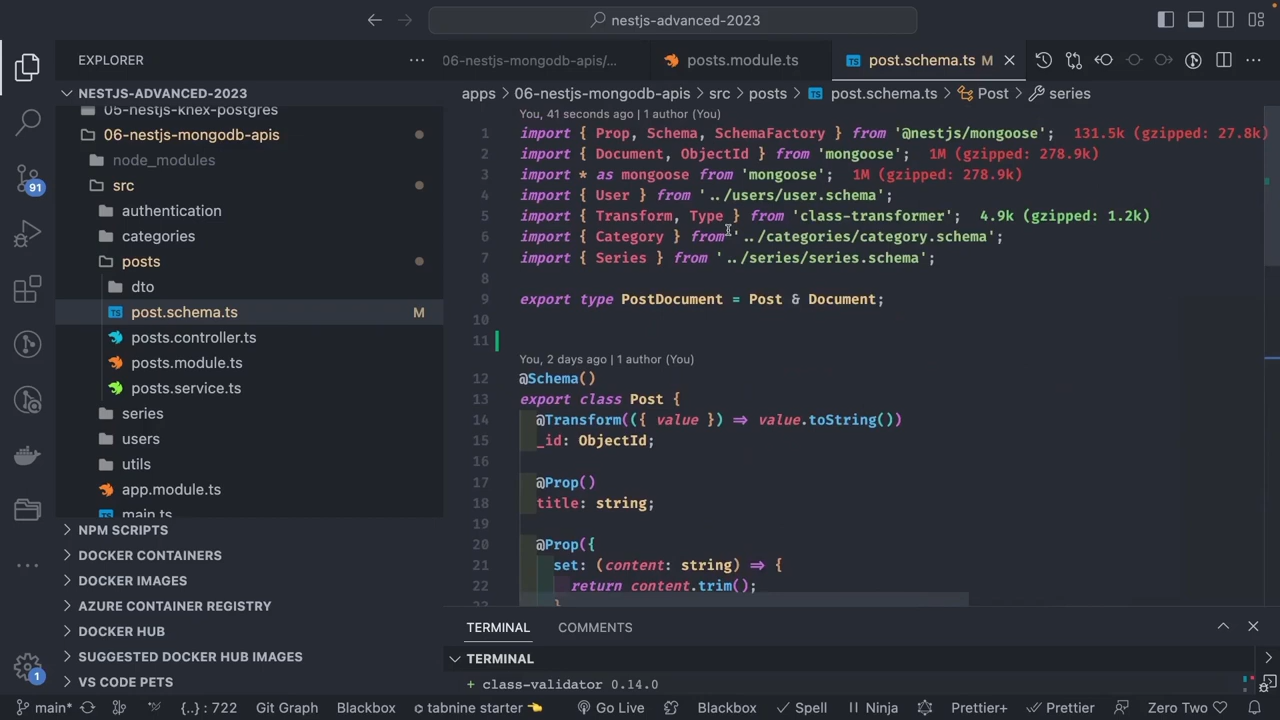 nestjs-advanced-2023
EXPLORER
NESTJS-ADVANCED-2023
05-nestjs-knex-postgres
06-nestjs-mongodb-apis
node_modules
src
authentication
categories
posts
dto
post.schema.ts M
posts.controller.ts
posts.module.ts
posts.service.ts
series
users
utils
app.module.ts
main.ts
NPM SCRIPTS
DOCKER CONTAINERS
DOCKER IMAGES
AZURE CONTAINER REGISTRY
DOCKER HUB
SUGGESTED DOCKER HUB IMAGES
VS CODE PETS
91
1
06-nestjs-mongodb-apis/... posts.module.ts post.schema.ts M
apps > 06-nestjs-mongodb-apis > src > posts > post.schema.ts > Post > series
You, 41 seconds ago | 1 author (You)
1 import { Prop, Schema, SchemaFactory } from '@nestjs/mongoose'; 131.5k (gzipped: 27.8k)
2 import { Document, ObjectId } from 'mongoose'; 1M (gzipped: 278.9k)
3 import * as mongoose from 'mongoose'; 1M (gzipped: 278.9k)
4 import { User } from '../users/user.schema';
5 import { Transform, Type } from 'class-transformer'; 4.9k (gzipped: 1.2k)
6 import { Category } from '../categories/category.schema';
7 import { Series } from '../series/series.schema';
8
9 export type PostDocument = Post & Document;
10
11
You, 2 days ago | 1 author (You)
12 @Schema()
13 export class Post {
14 @Transform(({ value }) => value.toString())
15 _id: ObjectId;
16
17 @Prop()
18 title: string;
19
20 @Prop({
21 set: (content: string) => {
22 return content.trim();
23 }
TERMINAL COMMENTS
TERMINAL
+ class-validator 0.14.0
main* {..} : 722 Git Graph Blackbox tabnine starter Go Live Blackbox Spell Ninja Prettier+ Prettier Zero Two